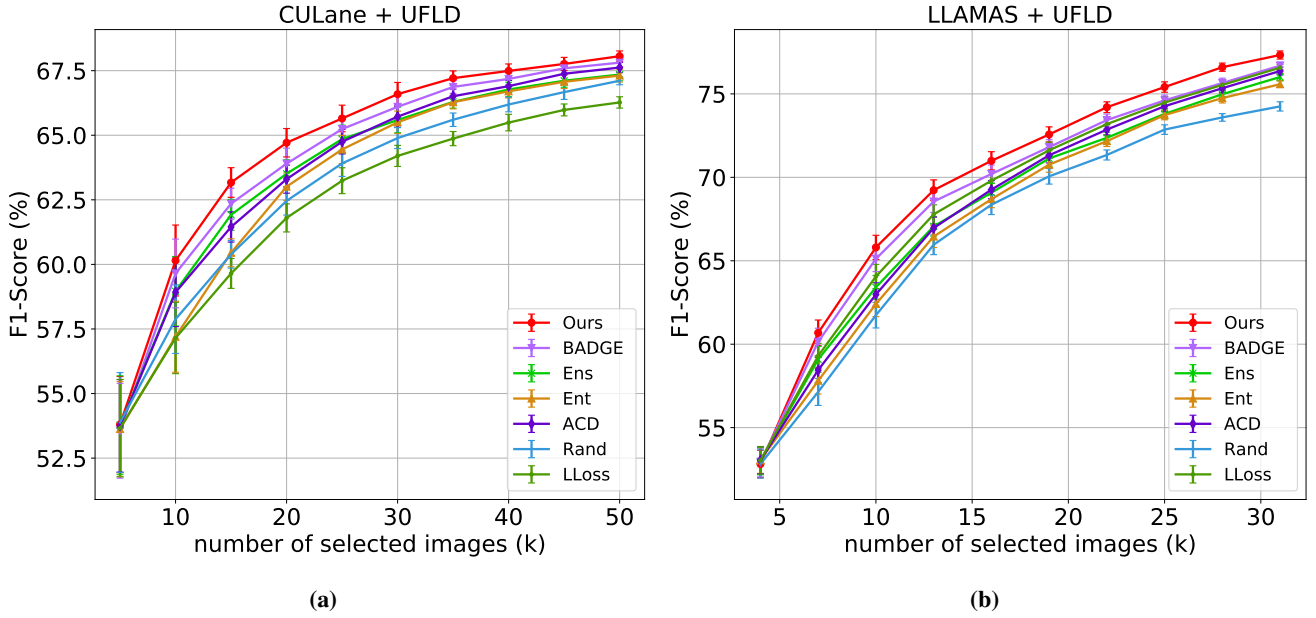 CULane + UFLD
F1-Score (%)
67.5
65.0
62.5
60.0
57.5
55.0
52.5
Ours
BADGE
Ens
Ent
ACD
Rand
LLoss
10 20 30 40 50
number of selected images (k)
(a)
LLAMAS + UFLD
F1-Score (%)
75
70
65
60
55
Ours
BADGE
Ens
Ent
ACD
Rand
LLoss
5 10 15 20 25 30
number of selected images (k)
(b)